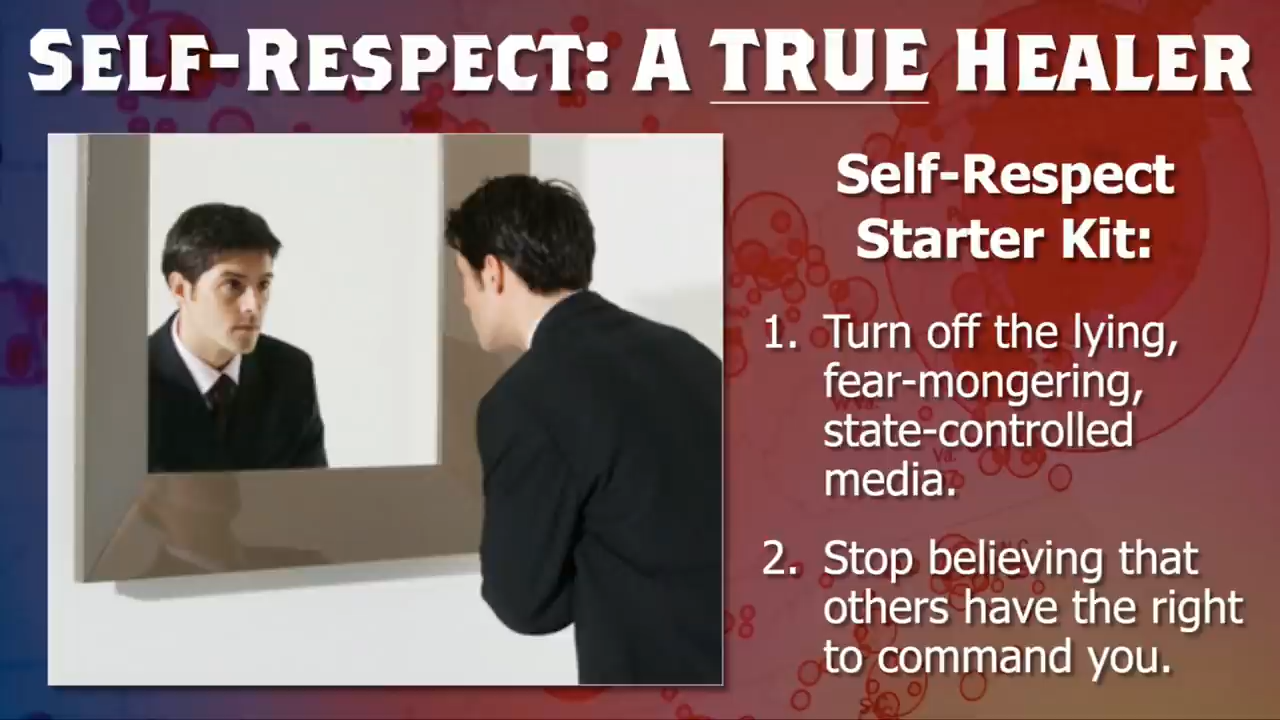 SELF-RESPECT: A TRUE HEALER
Self-Respect
Starter Kit:
1. Turn off the lying,
fear-mongering,
state-controlled
media.
2. Stop believing that
others have the right
to command you.